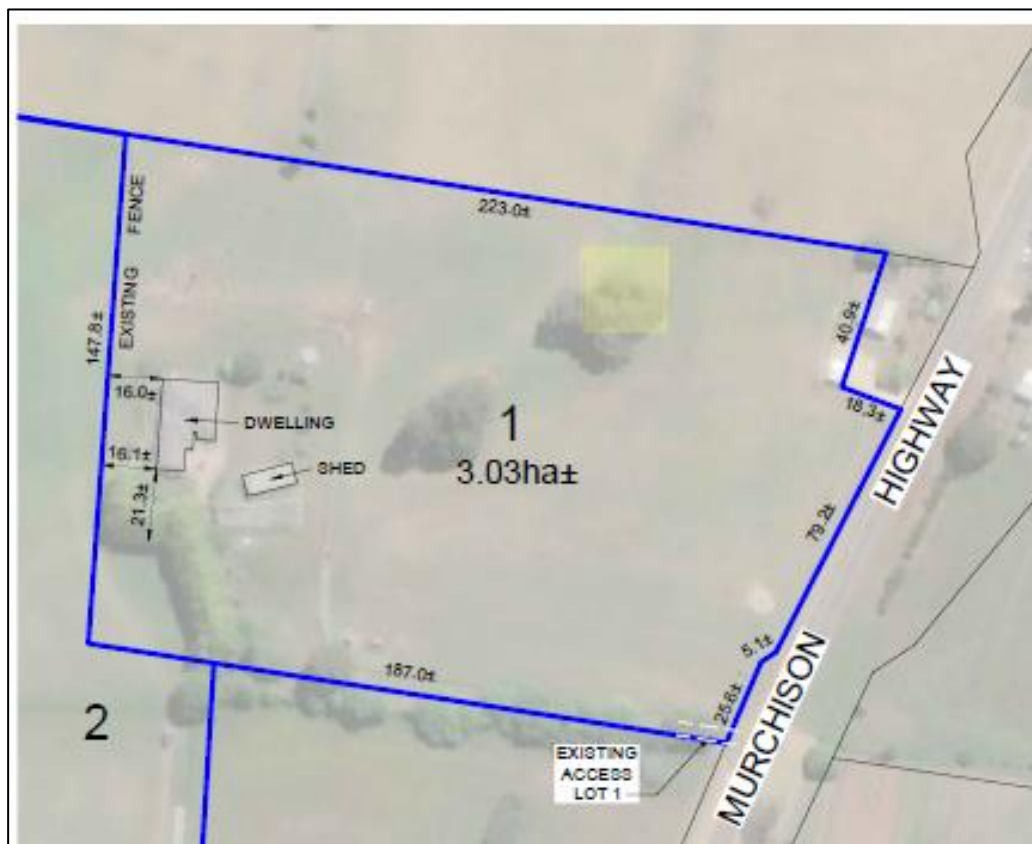 223.0±
EXISTING FENCE
147.8±
40.9±
18.3±
16.0±
DWELLING
1
3.03ha±
16.1±
SHED
21.3±
HIGHWAY
79.2±
5.1±
187.0±
25.6±
2
MURCHISON
EXISTING
ACCESS
LOT 1